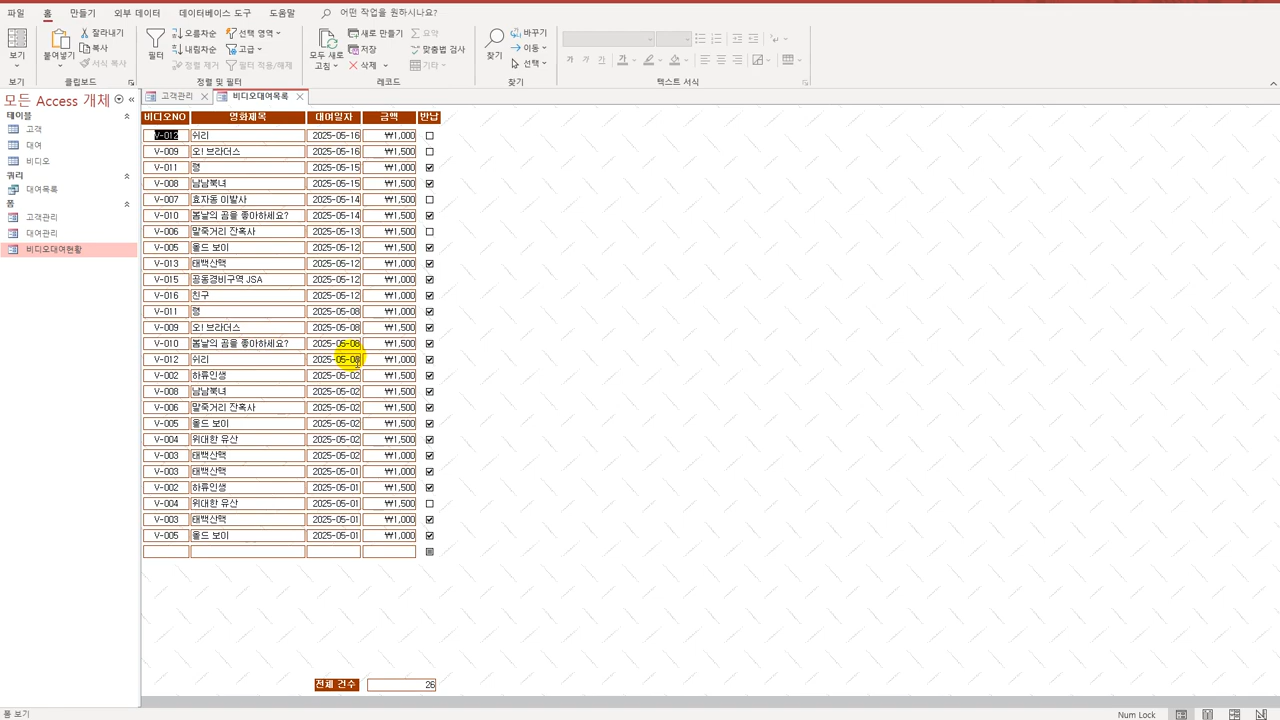 파일 홈 만들기 외부 데이터 데이터베이스 도구 도움말 어떤 작업을 원하시나요?
잘라내기 오름차순 선택 영역 새로 만들기 요약 바꾸기
복사 내림차순 고급 저장 맞춤법 검사 이동
서식 복사 정렬 제거 필터 적용/해제 삭제 기타 선택
보기 붙여넣기 필터 모두 새로 고침 찾기
보기 클립보드 정렬 및 필터 레코드 찾기 텍스트 서식
모든 Access 개체
테이블
고객
대여
비디오
쿼리
대여목록
폼
고객관리
대여관리
비디오대여현황
고객관리 비디오대여목록
비디오NO 영화제목 대여일자 금액 반납
V-012 쉬리 2025-05-16 ₩1,000
V-009 오! 브라더스 2025-05-16 ₩1,500
V-011 령 2025-05-15 ₩1,000
V-008 남남북녀 2025-05-15 ₩1,500
V-007 효자동 이발사 2025-05-14 ₩1,500
V-010 봄날의 곰을 좋아하세요? 2025-05-14 ₩1,500
V-006 말죽거리 잔혹사 2025-05-13 ₩1,500
V-005 올드 보이 2025-05-12 ₩1,500
V-013 태백산맥 2025-05-12 ₩1,000
V-015 공동경비구역 JSA 2025-05-12 ₩1,000
V-016 친구 2025-05-12 ₩1,000
V-011 령 2025-05-08 ₩1,000
V-009 오! 브라더스 2025-05-08 ₩1,500
V-010 봄날의 곰을 좋아하세요? 2025-05-08 ₩1,500
V-012 쉬리 2025-05-08 ₩1,000
V-002 하류인생 2025-05-02 ₩1,500
V-008 남남북녀 2025-05-02 ₩1,500
V-006 말죽거리 잔혹사 2025-05-02 ₩1,500
V-005 올드 보이 2025-05-02 ₩1,500
V-004 위대한 유산 2025-05-02 ₩1,500
V-003 태백산맥 2025-05-02 ₩1,000
V-003 태백산맥 2025-05-01 ₩1,000
V-002 하류인생 2025-05-01 ₩1,500
V-004 위대한 유산 2025-05-01 ₩1,500
V-003 태백산맥 2025-05-01 ₩1,000
V-005 올드 보이 2025-05-01 ₩1,000
전체 건수 26
폼 보기 Num Lock